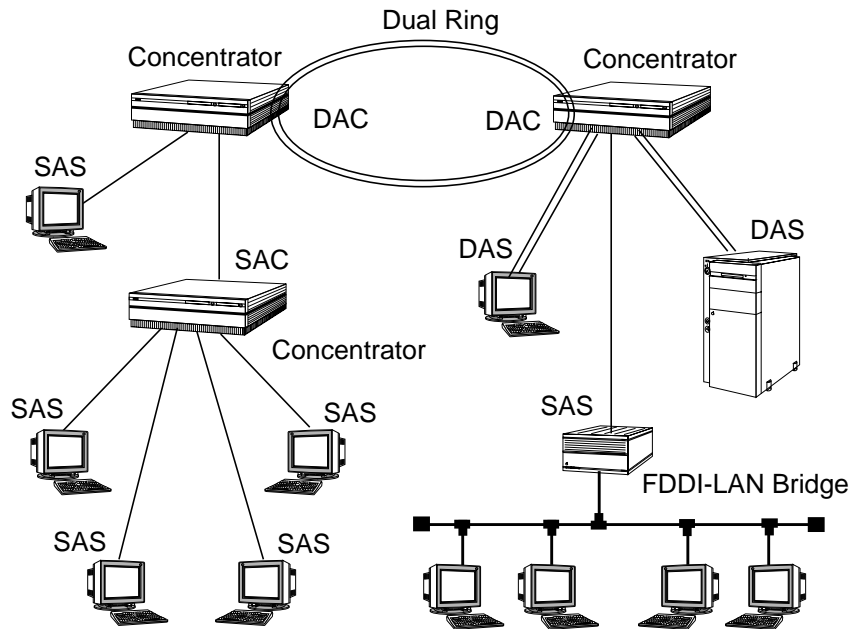 Dual Ring
Concentrator
Concentrator
DAC
DAC
SAS
DAS
DAS
SAC
Concentrator
SAS
SAS
SAS
FDDI-LAN Bridge
SAS
SAS